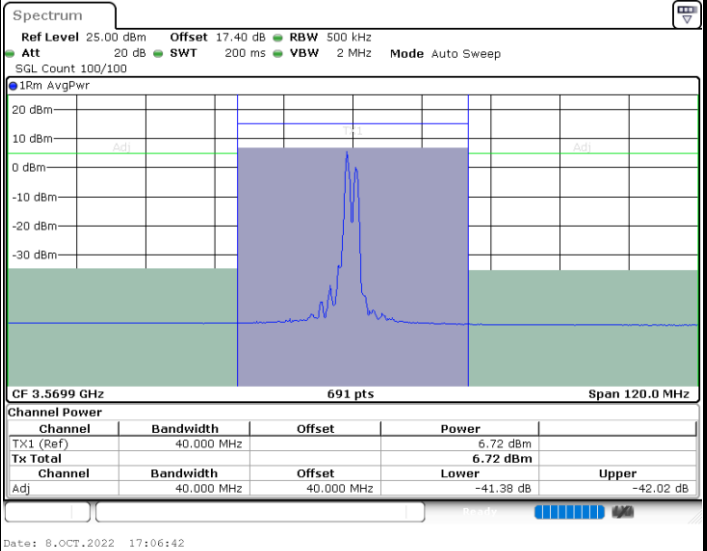 Spectrum
Ref Level 25.00 dBm Offset 17.40 dB RBW 500 kHz
Att 20 dB SWT 200 ms VBW 2 MHz Mode Auto Sweep
SGL Count 100/100
1Rm AvgPwr
20 dBm
TX1
10 dBm
Adj Adj
0 dBm
-10 dBm
-20 dBm
-30 dBm
CF 3.5699 GHz 691 pts Span 120.0 MHz
Channel Power
Channel Bandwidth Offset Power
TX1 (Ref) 40.000 MHz 6.72 dBm
Tx Total 6.72 dBm
Channel Bandwidth Offset Lower Upper
Adj 40.000 MHz 40.000 MHz -41.38 dB -42.02 dB
Ready
Date: 8.OCT.2022 17:06:42